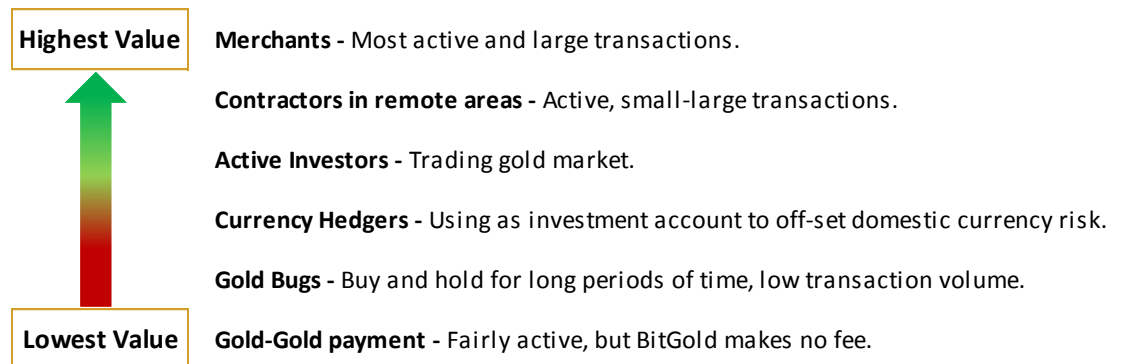 Highest Value Merchants - Most active and large transactions.
Contractors in remote areas - Active, small-large transactions.
Active Investors - Trading gold market.
Currency Hedgers - Using as investment account to off-set domestic currency risk.
Gold Bugs - Buy and hold for long periods of time, low transaction volume.
Lowest Value Gold-Gold payment - Fairly active, but BitGold makes no fee.